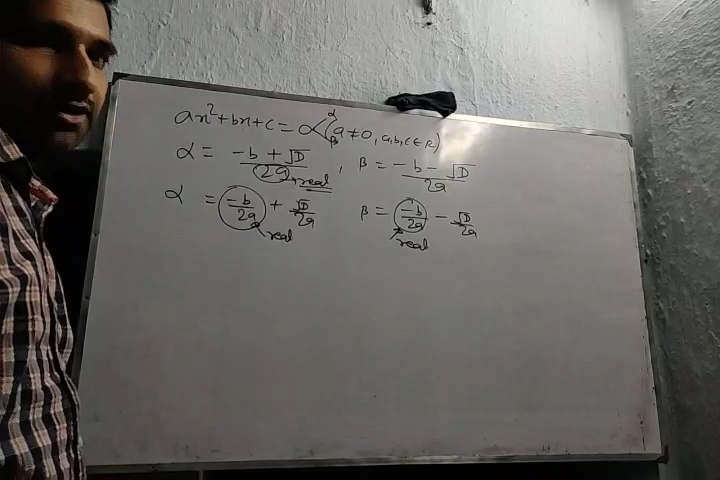 ax²+bx+c = 0 <α β (a≠0, a,b,c∈R)
α = (-b + √D)/2a → real , β = (-b - √D)/2a
α = -b/2a + √D/2a β = -b/2a - √D/2a
real real